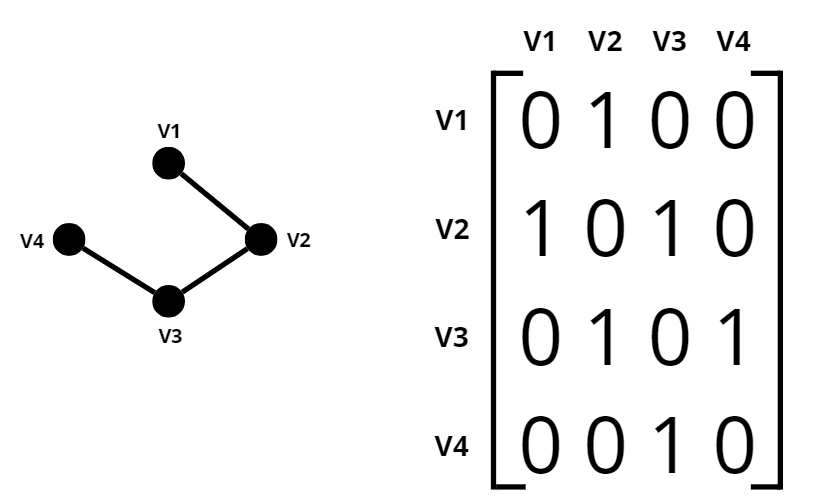 V1
V4
V2
V3
V1 V2 V3 V4
V1 0 1 0 0
V2 1 0 1 0
V3 0 1 0 1
V4 0 0 1 0